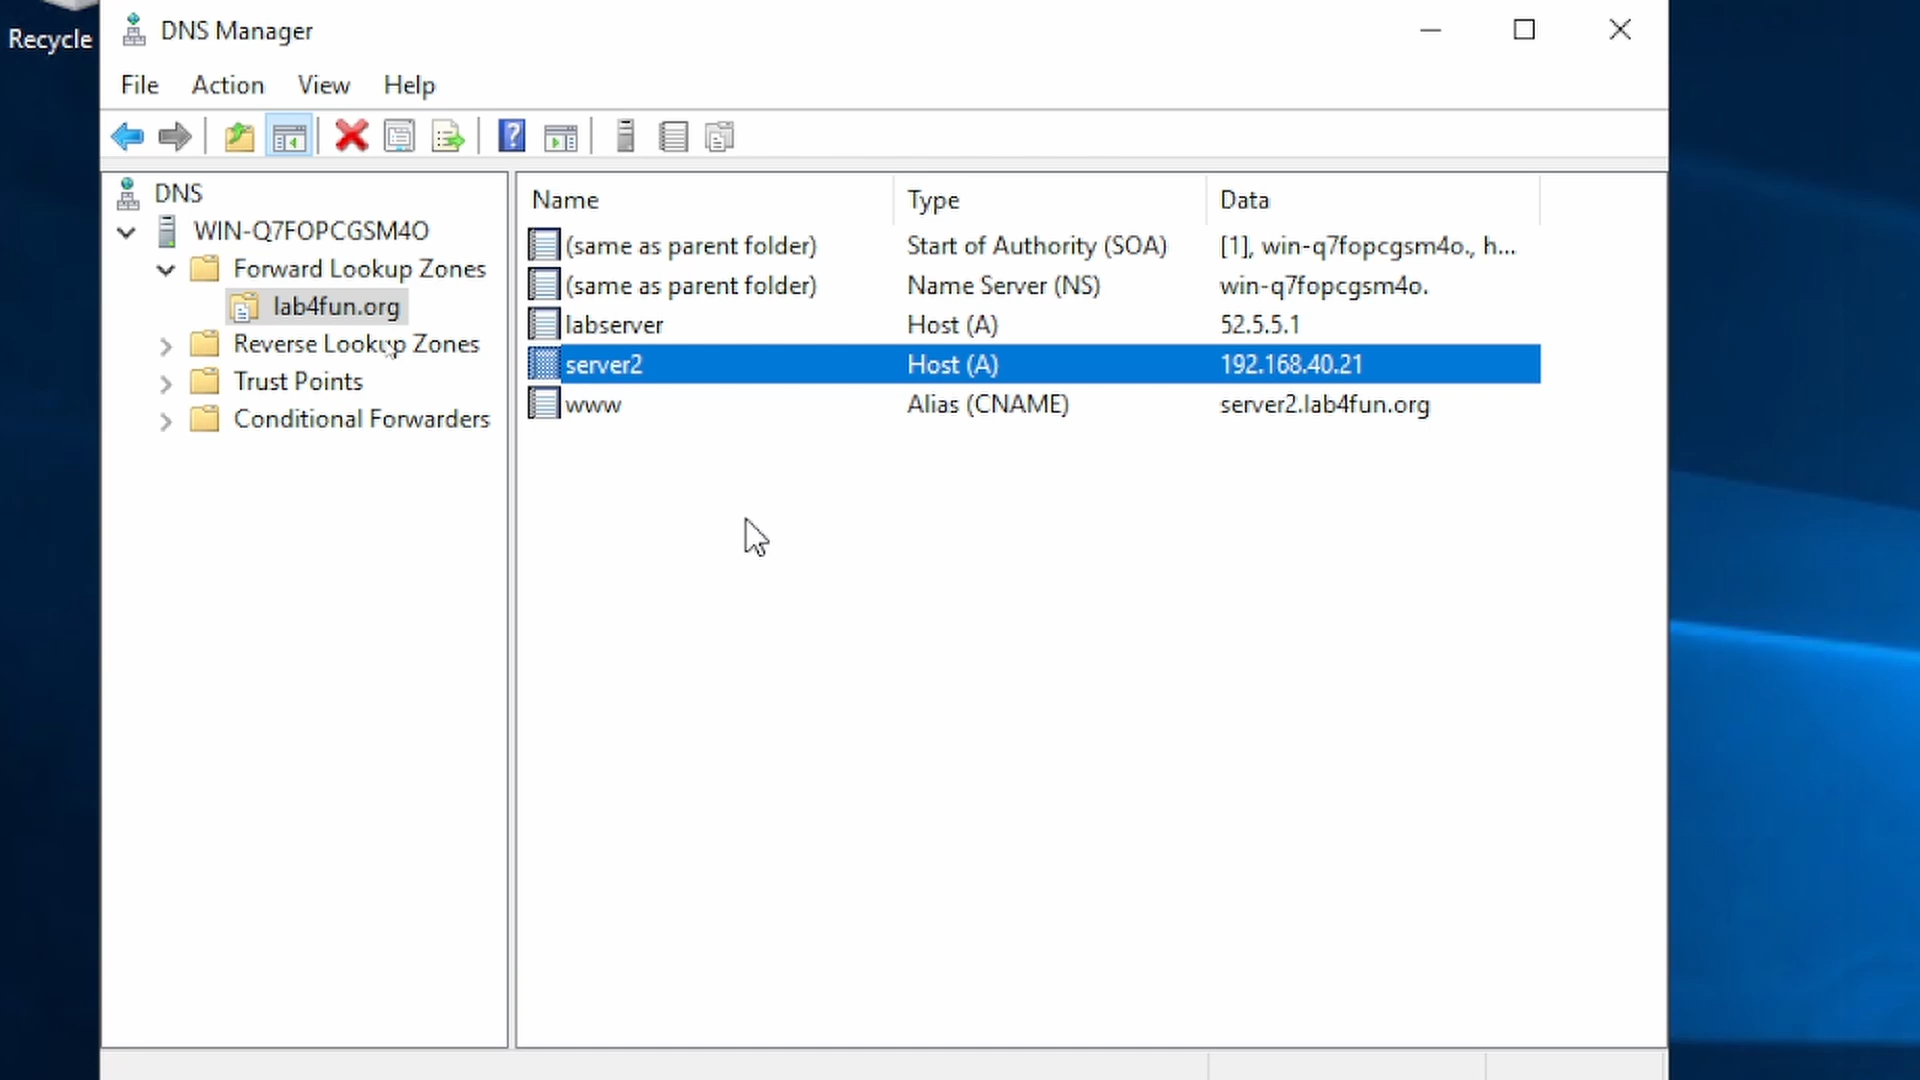 Recycle
DNS Manager
File Action View Help
DNS
WIN-Q7FOPCGSM4O
Forward Lookup Zones
lab4fun.org
Reverse Lookup Zones
Trust Points
Conditional Forwarders
Name Type Data
(same as parent folder) Start of Authority (SOA) [1], win-q7fopcgsm4o., h...
(same as parent folder) Name Server (NS) win-q7fopcgsm4o.
labserver Host (A) 52.5.5.1
server2 Host (A) 192.168.40.21
www Alias (CNAME) server2.lab4fun.org